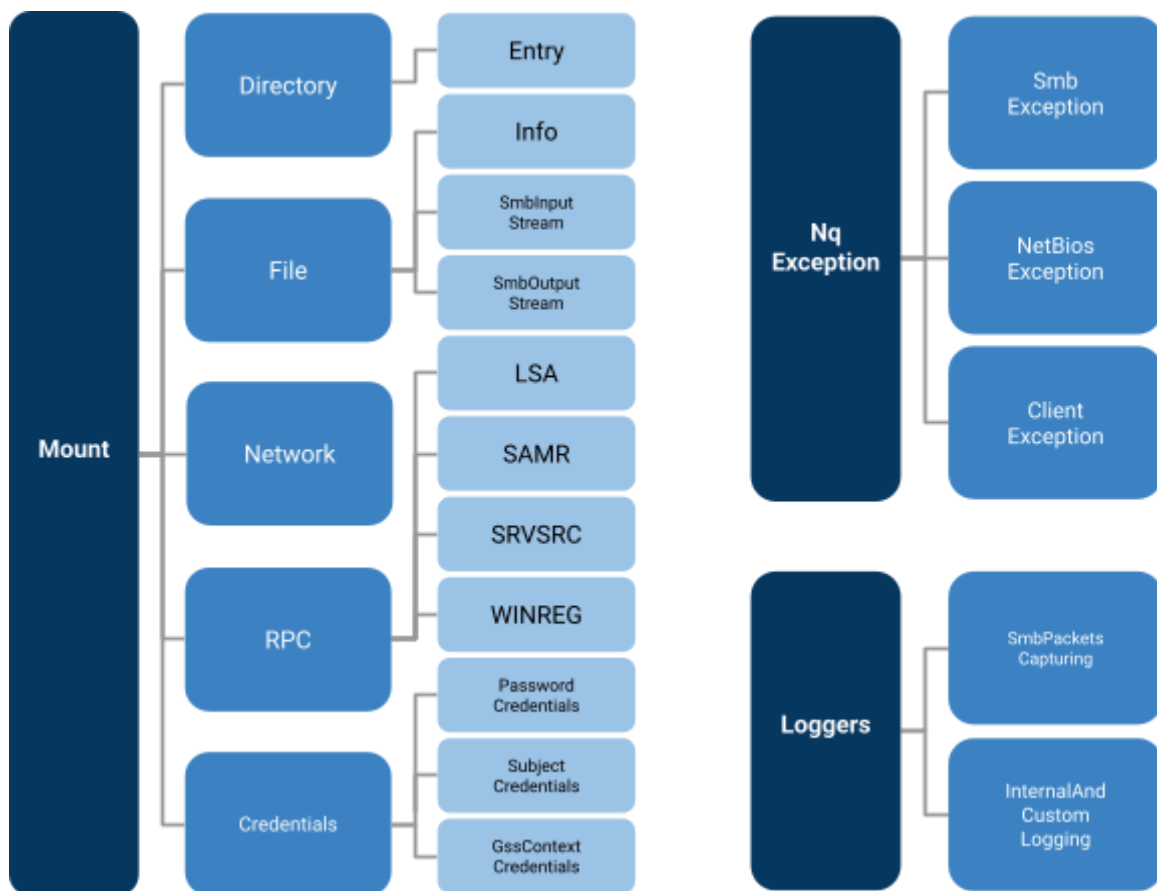 Mount
Directory
Entry
File
Info
SmbInput
Stream
SmbOutput
Stream
Network
RPC
LSA
SAMR
SRVSRC
WINREG
Credentials
Password
Credentials
Subject
Credentials
GssContext
Credentials
Nq
Exception
Smb
Exception
NetBios
Exception
Client
Exception
Loggers
SmbPackets
Capturing
InternalAnd
Custom
Logging